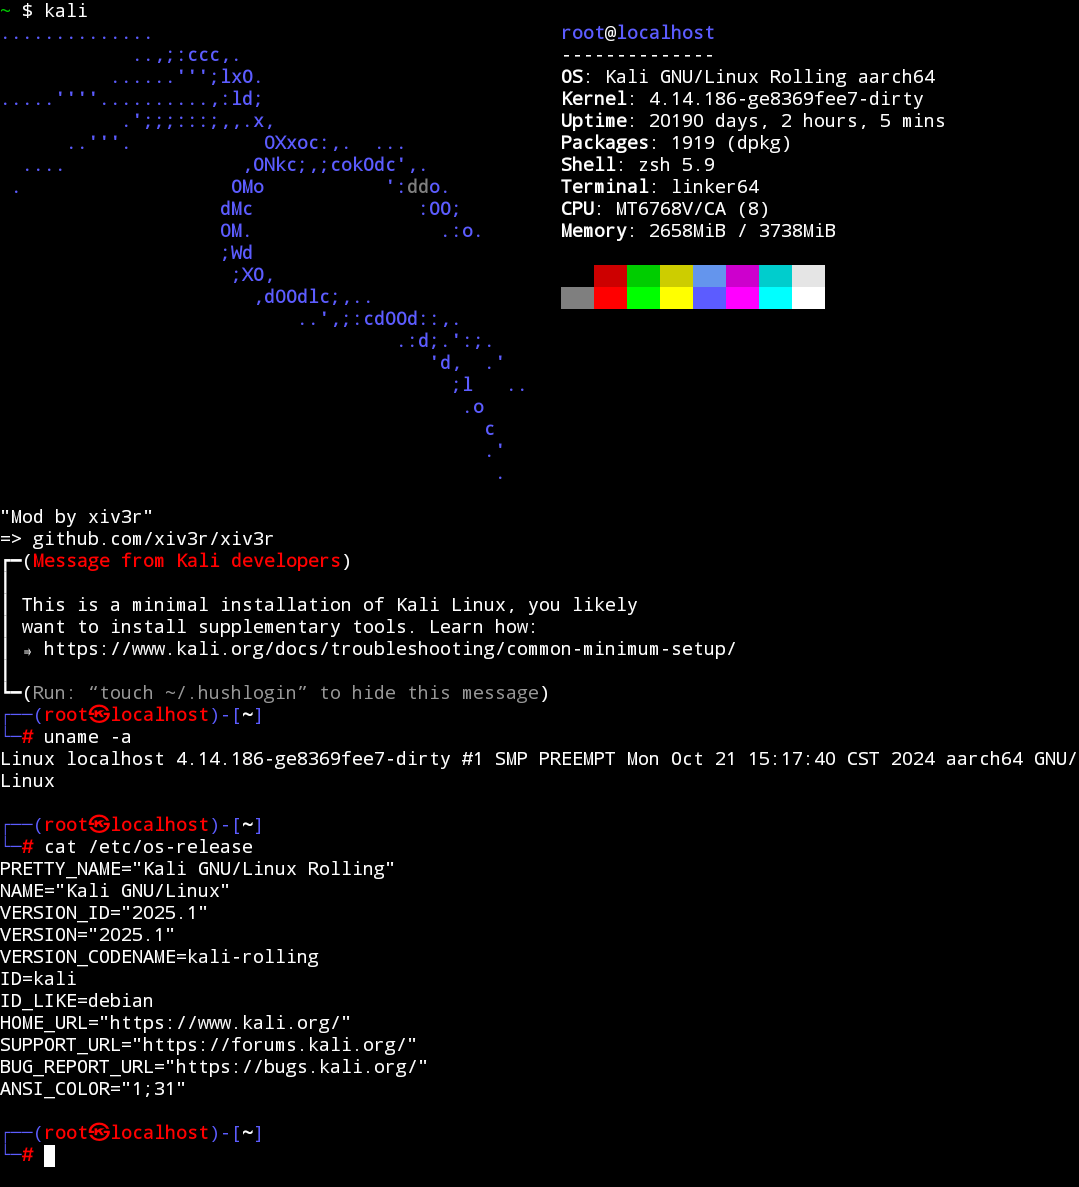 ~ $ kali
..............
root@localhost
            ..,;:ccc,.
--------------
          ......''';lxO.
OS: Kali GNU/Linux Rolling aarch64
.....''''..........,:ld;
Kernel: 4.14.186-ge8369fee7-dirty
           .';;;:::;,,.x,
Uptime: 20190 days, 2 hours, 5 mins
      ..'''.            OXxoc:,.  ...
Packages: 1919 (dpkg)
  ....                ,ONkc;,;cokOdc',.
Shell: zsh 5.9
 .                   OMo           ':ddo.
Terminal: linker64
                    dMc               :OO;
CPU: MT6768V/CA (8)
                    OM.                 .:o.
Memory: 2658MiB / 3738MiB
                    ;Wd
                     ;XO,
                       ,dOOdlc;,..
                           ..',;:cdOOd::,.
                                    .:d;.':;.
                                       'd,  .'
                                         ;l   ..
                                          .o
                                            c
                                            .'
                                             .
"Mod by xiv3r"
=> github.com/xiv3r/xiv3r
┏━(Message from Kali developers)
┃
┃ This is a minimal installation of Kali Linux, you likely
┃ want to install supplementary tools. Learn how:
┃ ⇛ https://www.kali.org/docs/troubleshooting/common-minimum-setup/
┃
┗━(Run: “touch ~/.hushlogin” to hide this message)
┌──(root㉿localhost)-[~]
└─# uname -a
Linux localhost 4.14.186-ge8369fee7-dirty #1 SMP PREEMPT Mon Oct 21 15:17:40 CST 2024 aarch64 GNU/
Linux
┌──(root㉿localhost)-[~]
└─# cat /etc/os-release
PRETTY_NAME="Kali GNU/Linux Rolling"
NAME="Kali GNU/Linux"
VERSION_ID="2025.1"
VERSION="2025.1"
VERSION_CODENAME=kali-rolling
ID=kali
ID_LIKE=debian
HOME_URL="https://www.kali.org/"
SUPPORT_URL="https://forums.kali.org/"
BUG_REPORT_URL="https://bugs.kali.org/"
ANSI_COLOR="1;31"
┌──(root㉿localhost)-[~]
└─#